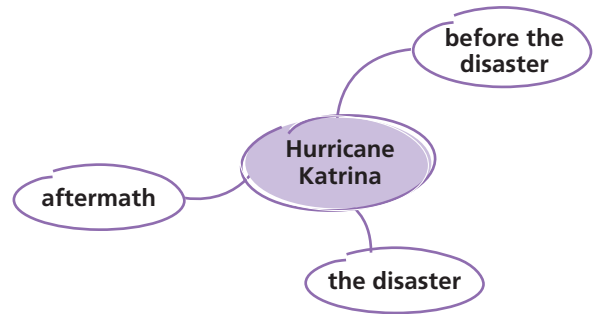 before the
disaster
Hurricane
Katrina
aftermath
the disaster